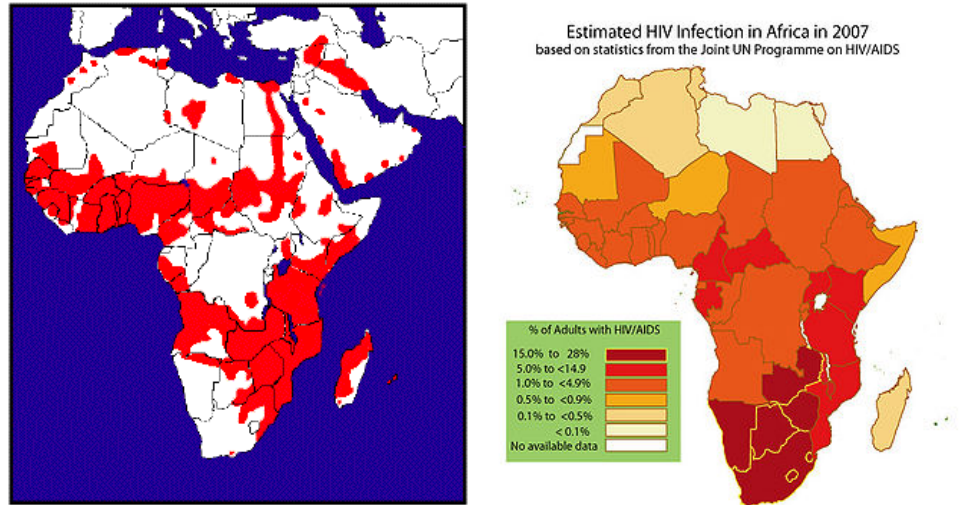 Estimated HIV Infection in Africa in 2007
based on statistics from the Joint UN Programme on HIV/AIDS
% of Adults with HIV/AIDS
15.0% to 28%
5.0% to <14.9
1.0% to <4.9%
0.5% to <0.9%
0.1% to <0.5%
< 0.1%
No available data